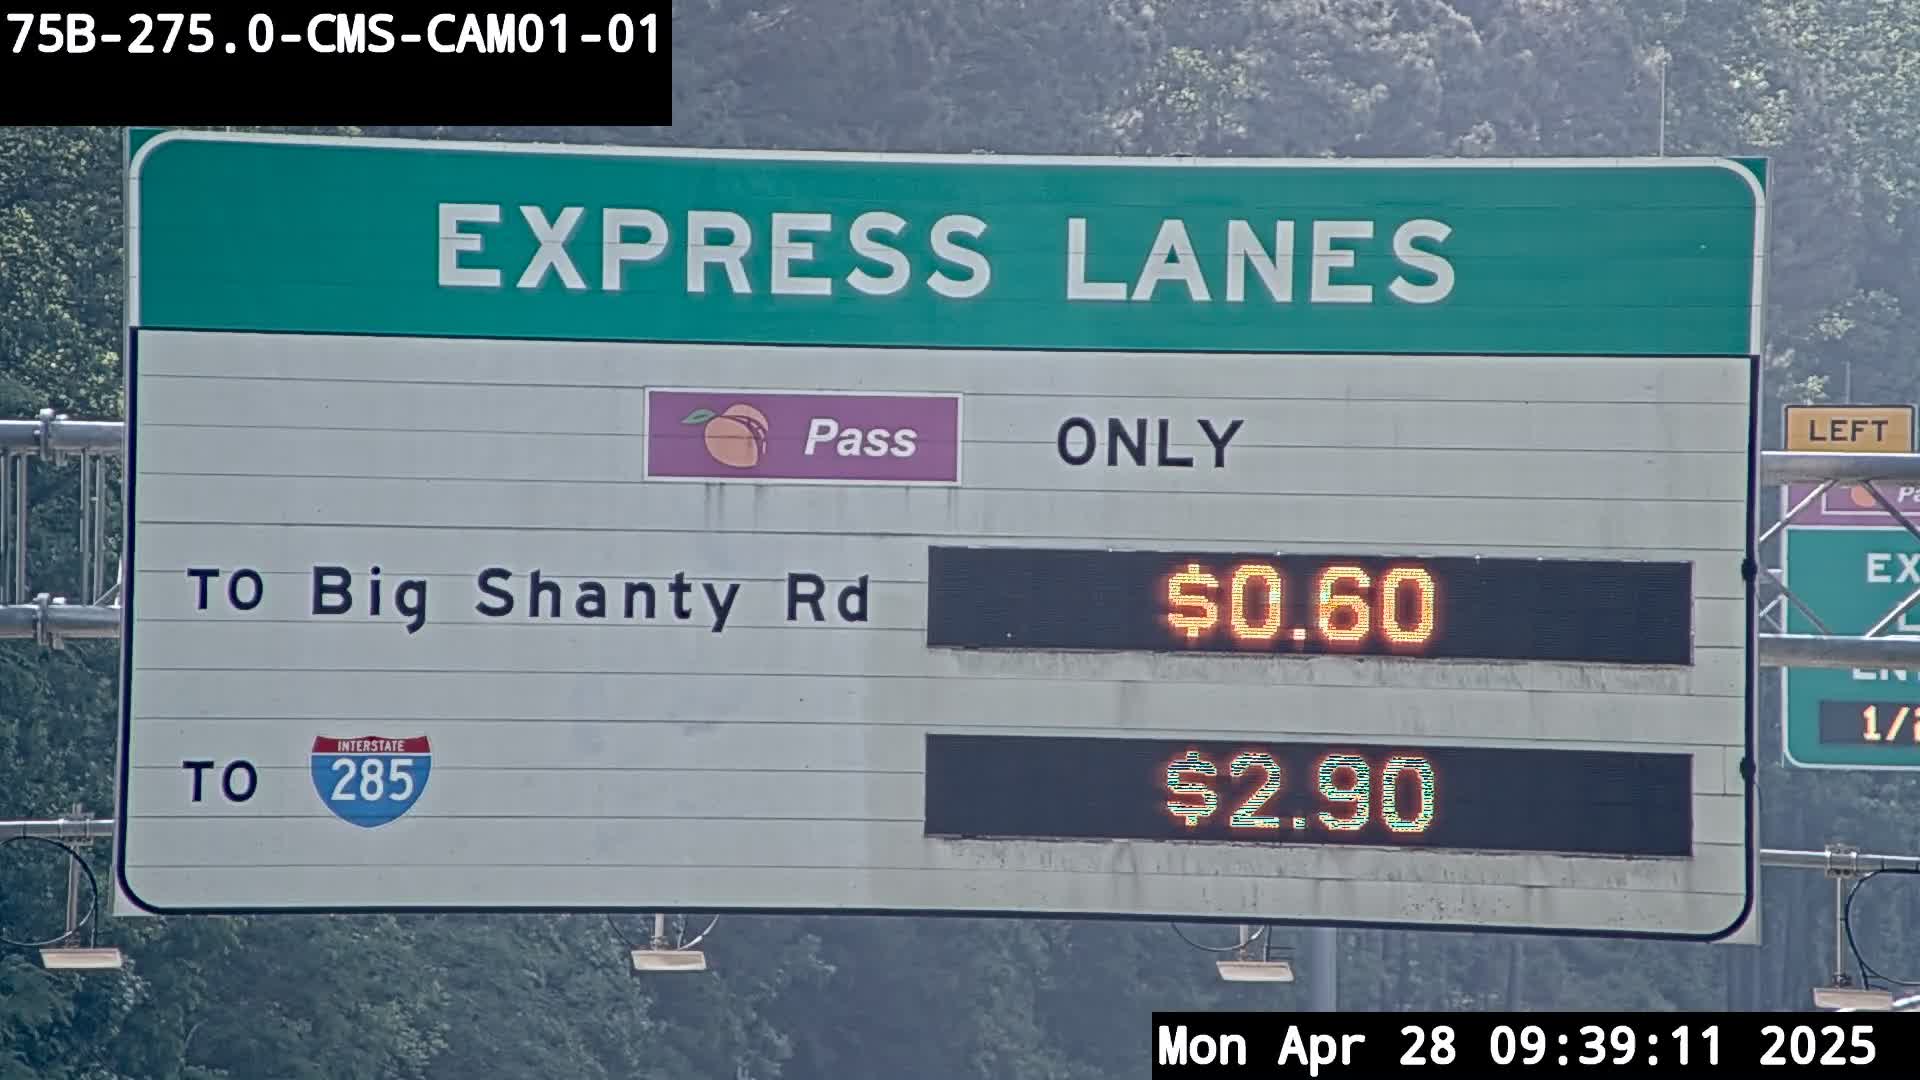 75B-275.0-CMS-CAM01-01
EXPRESS LANES
Pass ONLY
TO Big Shanty Rd $0.60
TO INTERSTATE 285 $2.90
LEFT
Mon Apr 28 09:39:11 2025